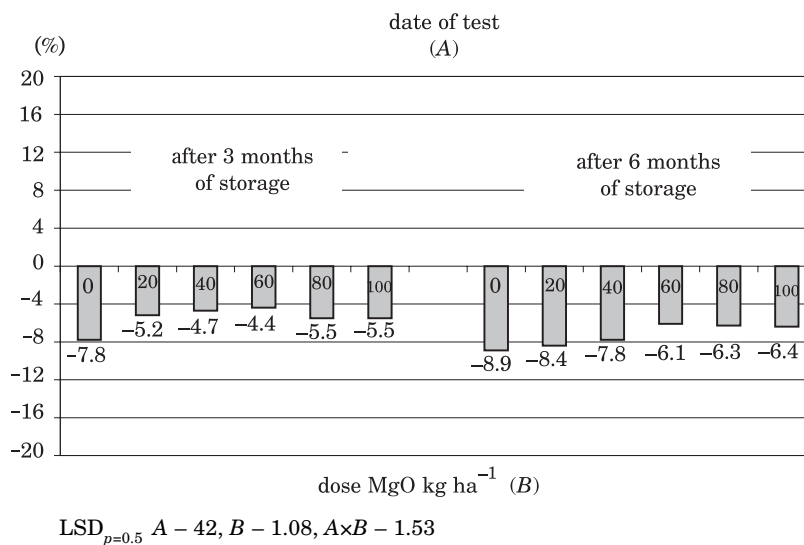 date of test
(A)
(%)
20
16
12
8
4
0
–4
–8
–12
–16
–20
after 3 months
of storage
after 6 months
of storage
0 20 40 60 80 100 0 20 40 60 80 100
–7.8 –5.2 –4.7 –4.4 –5.5 –5.5 –8.9 –8.4 –7.8 –6.1 –6.3 –6.4
dose MgO kg ha⁻¹ (B)
LSD p=0.5 A – 42, B – 1.08, A×B – 1.53